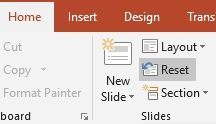 Home Insert Design Trans
Cut
Copy
Format Painter
board
New
Slide
Layout
Reset
Section
Slides